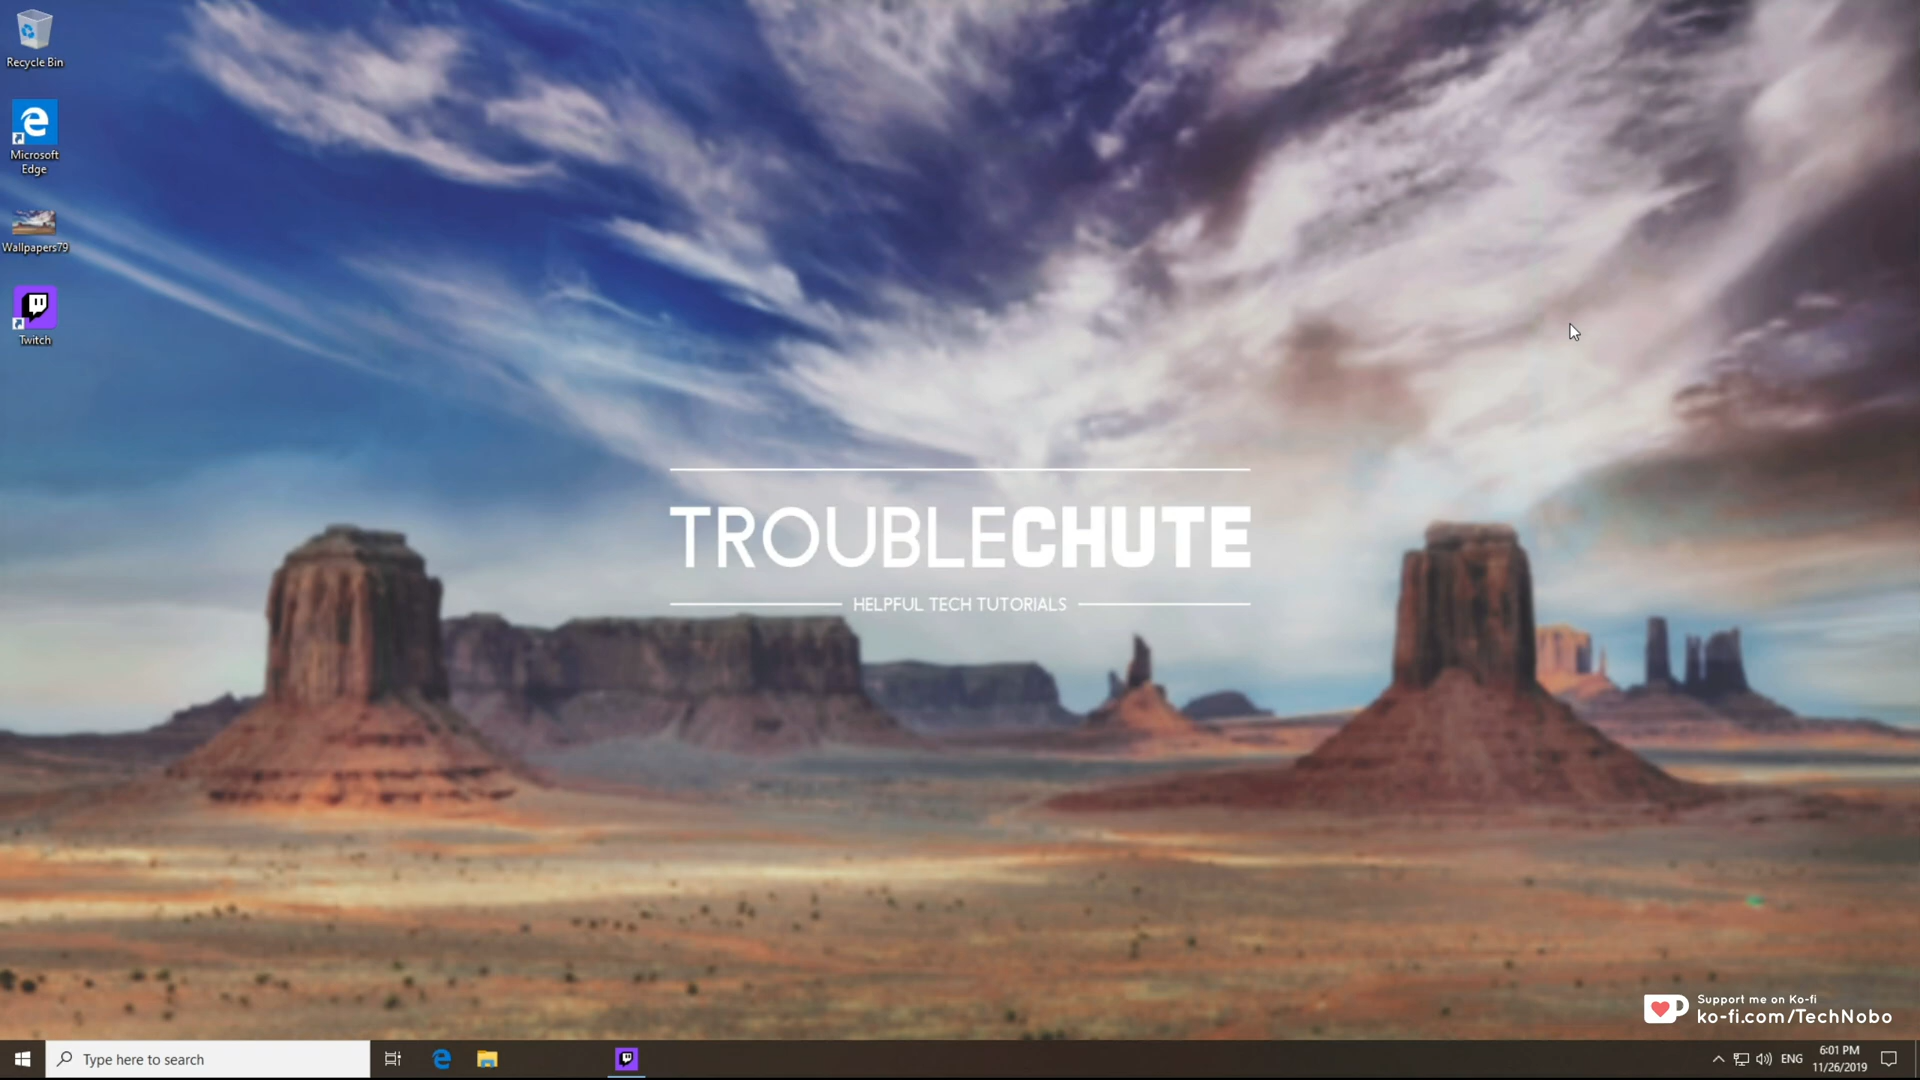 Recycle Bin
Microsoft
Edge
Wallpapers79
Twitch
TROUBLECHUTE
HELPFUL TECH TUTORIALS
Support me on Ko-fi
ko-fi.com/TechNobo
Type here to search
ENG
6:01 PM
11/26/2019